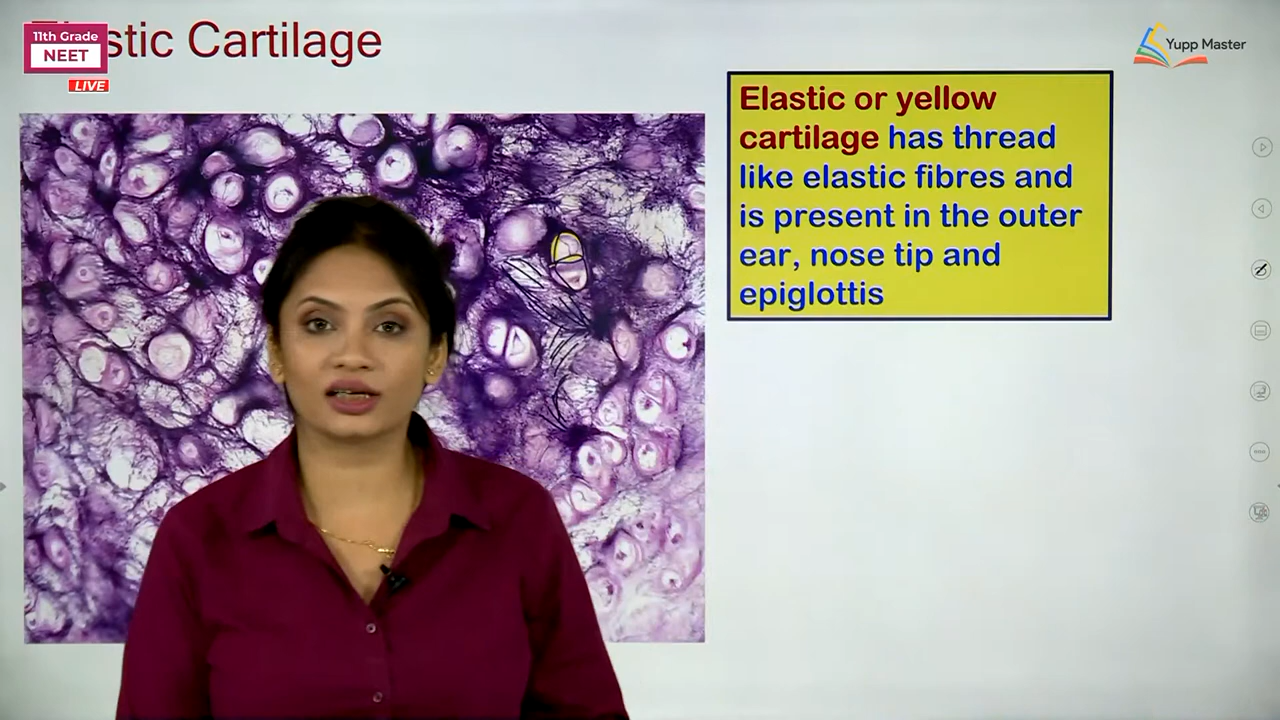 stic Cartilage
11th Grade
NEET
LIVE
Yupp Master
Elastic or yellow
cartilage has thread
like elastic fibres and
is present in the outer
ear, nose tip and
epiglottis